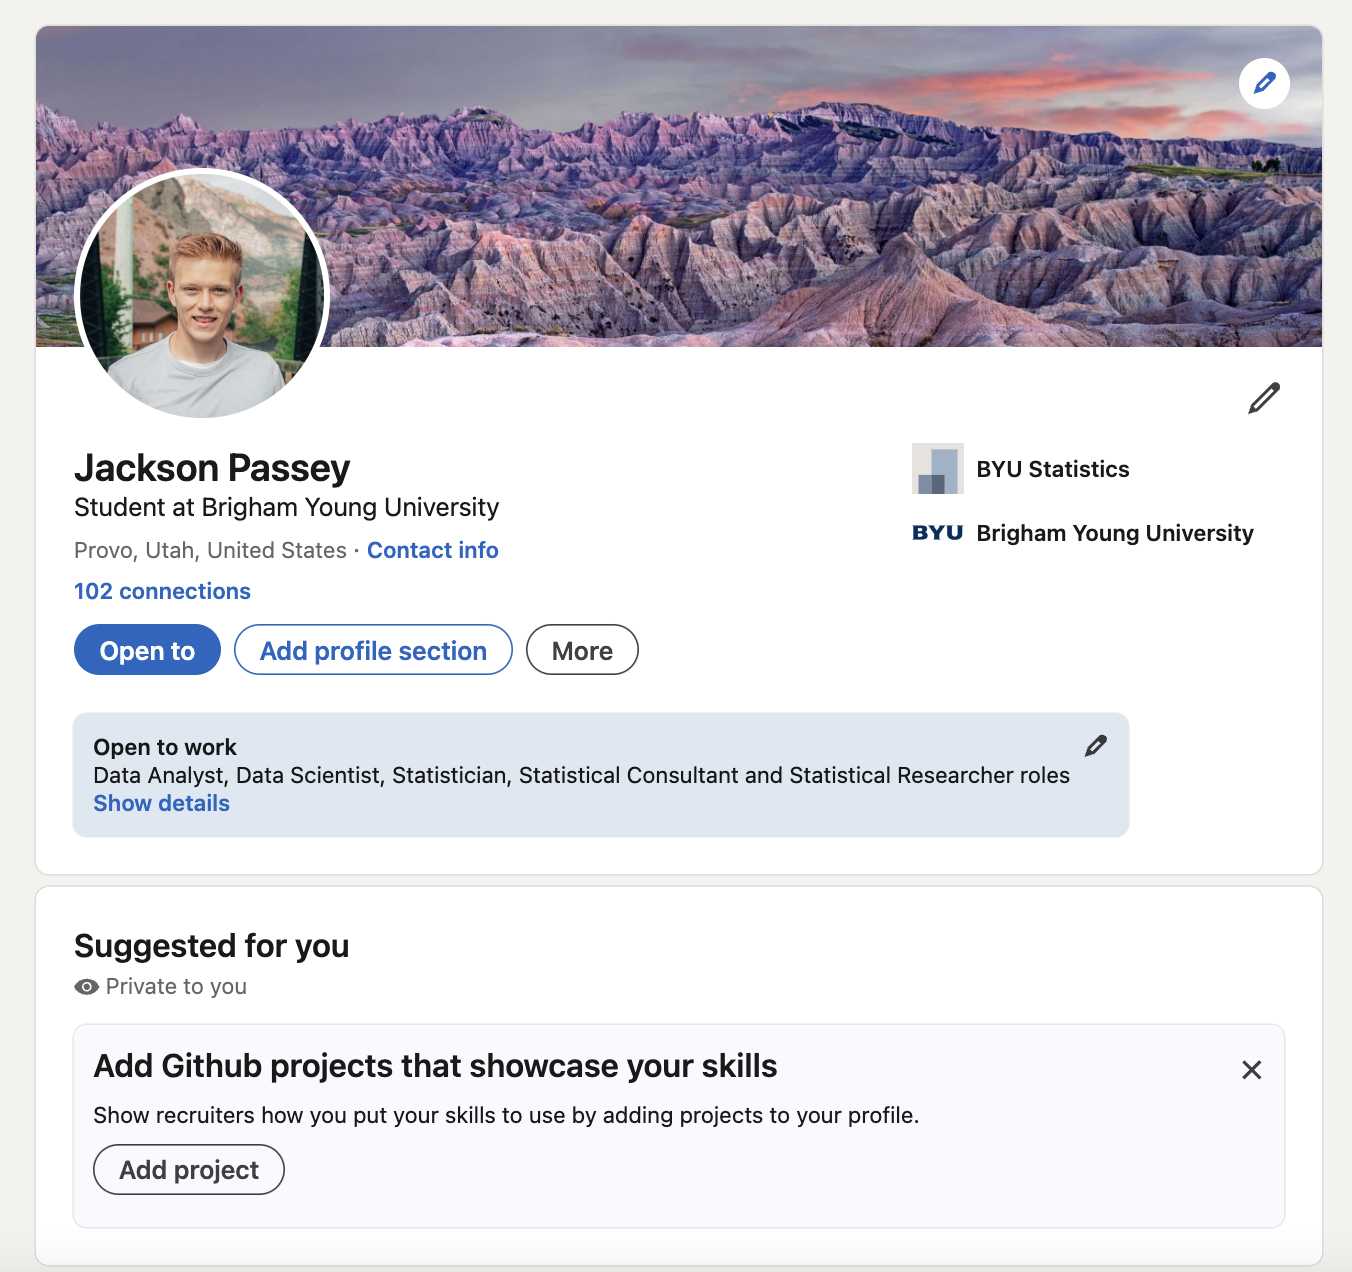 Jackson Passey
Student at Brigham Young University
Provo, Utah, United States · Contact info
102 connections
Open to
Add profile section
More
BYU Statistics
BYU Brigham Young University
Open to work
Data Analyst, Data Scientist, Statistician, Statistical Consultant and Statistical Researcher roles
Show details
Suggested for you
Private to you
Add Github projects that showcase your skills
Show recruiters how you put your skills to use by adding projects to your profile.
Add project